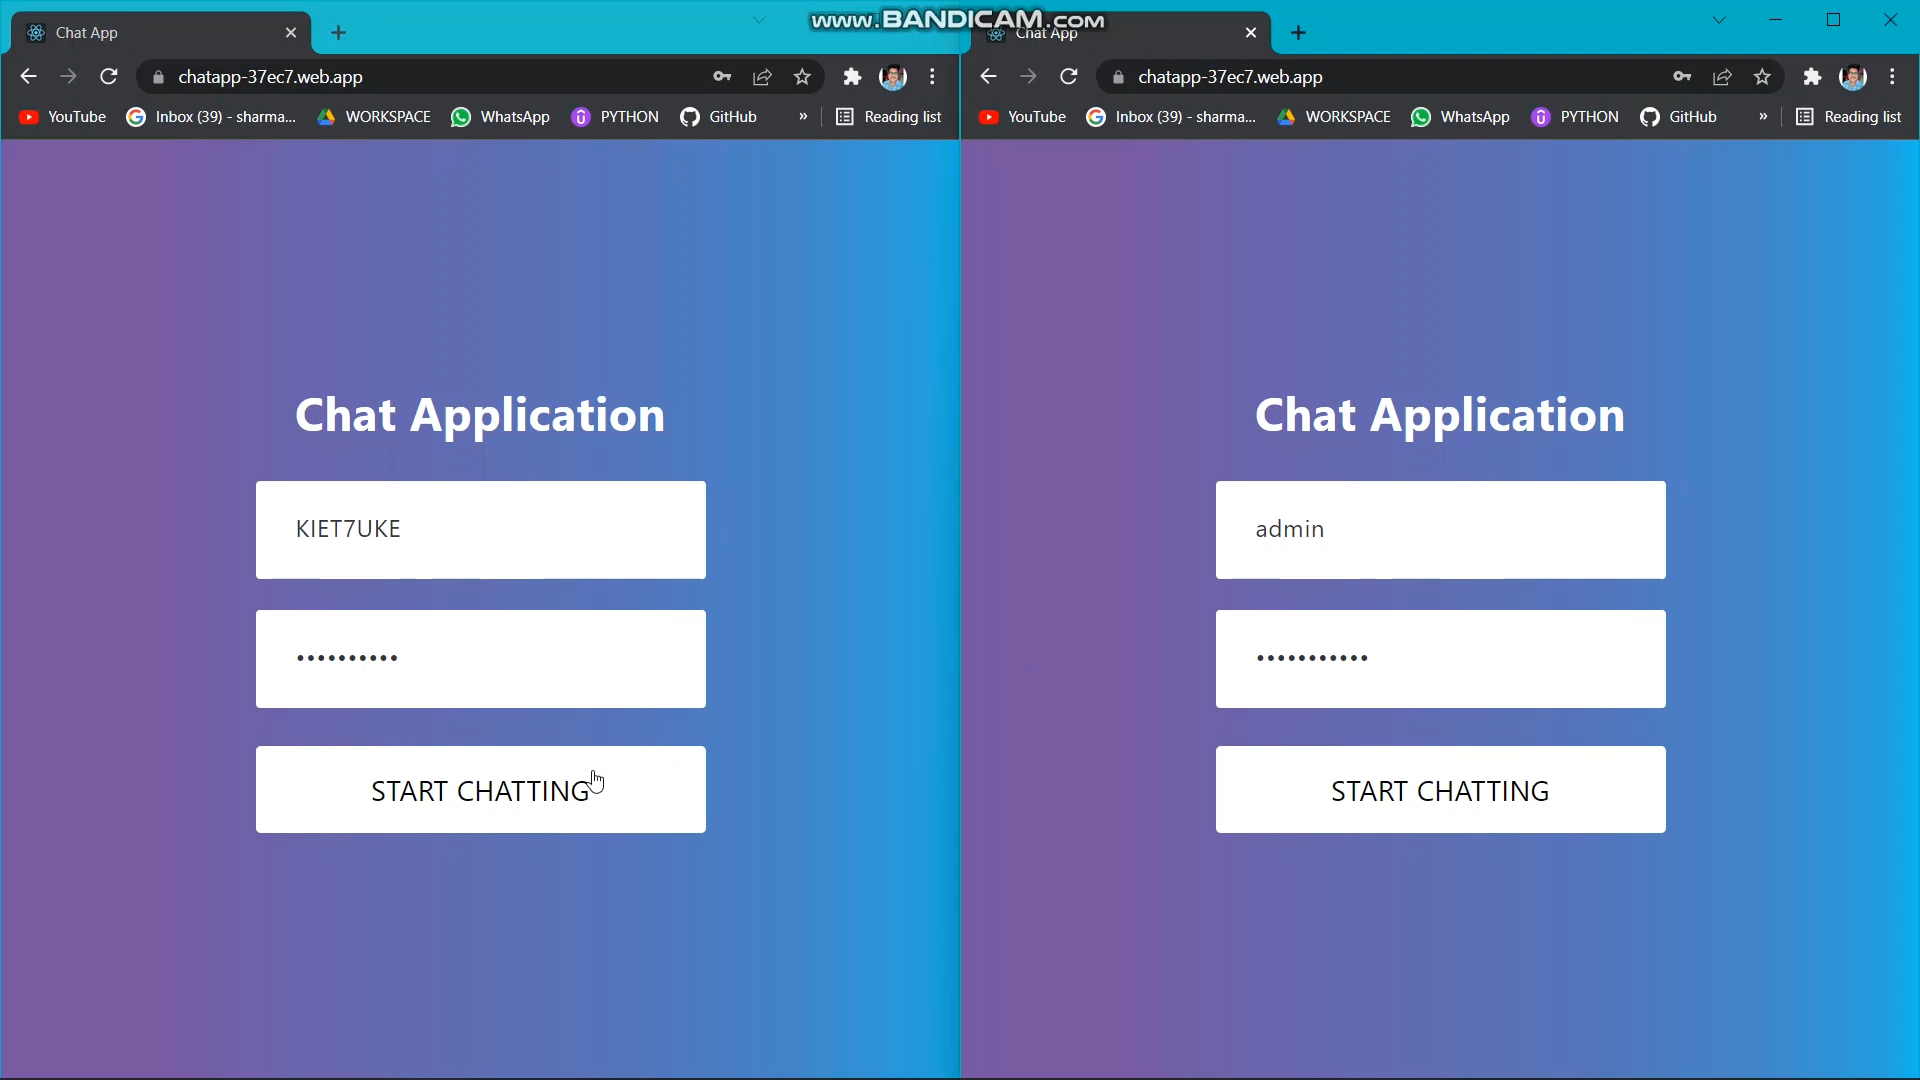 www.BANDICAM.com
Chat App
chatapp-37ec7.web.app
YouTube Inbox (39) - sharma... WORKSPACE WhatsApp PYTHON GitHub » Reading list
Chat Application
KIET7UKE
••••••••••
START CHATTING
Chat App
chatapp-37ec7.web.app
YouTube Inbox (39) - sharma... WORKSPACE WhatsApp PYTHON GitHub » Reading list
Chat Application
admin
•••••••••••
START CHATTING